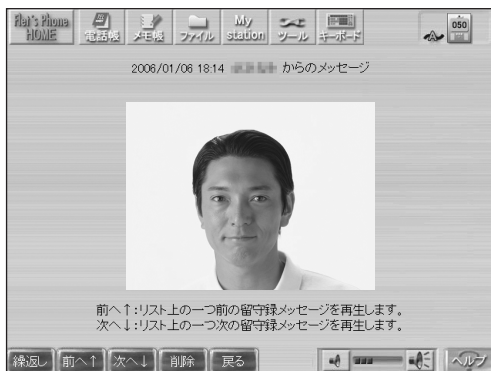 Flet's Phone
HOME
電話帳
メモ帳
ファイル
My
station
ツール
キーボード
050
2006/01/06 18:14 からのメッセージ
前へ↑:リスト上の一つ前の留守録メッセージを再生します。
次へ↓:リスト上の一つ次の留守録メッセージを再生します。
繰返し 前へ↑ 次へ↓ 削除 戻る ヘルプ